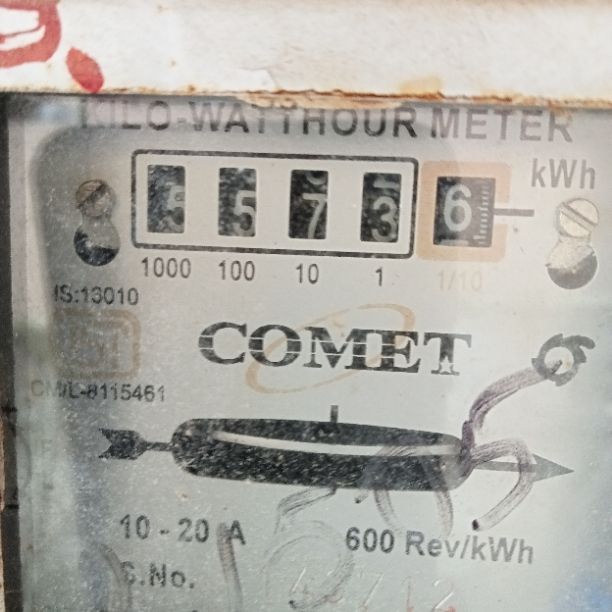 KILO-WATTHOUR METER
5 5 7 3 6 kWh
1000 100 10 1 1/10
IS:13010
COMET
CM/L-8115461
10 - 20 A 600 Rev/kWh
S.No.